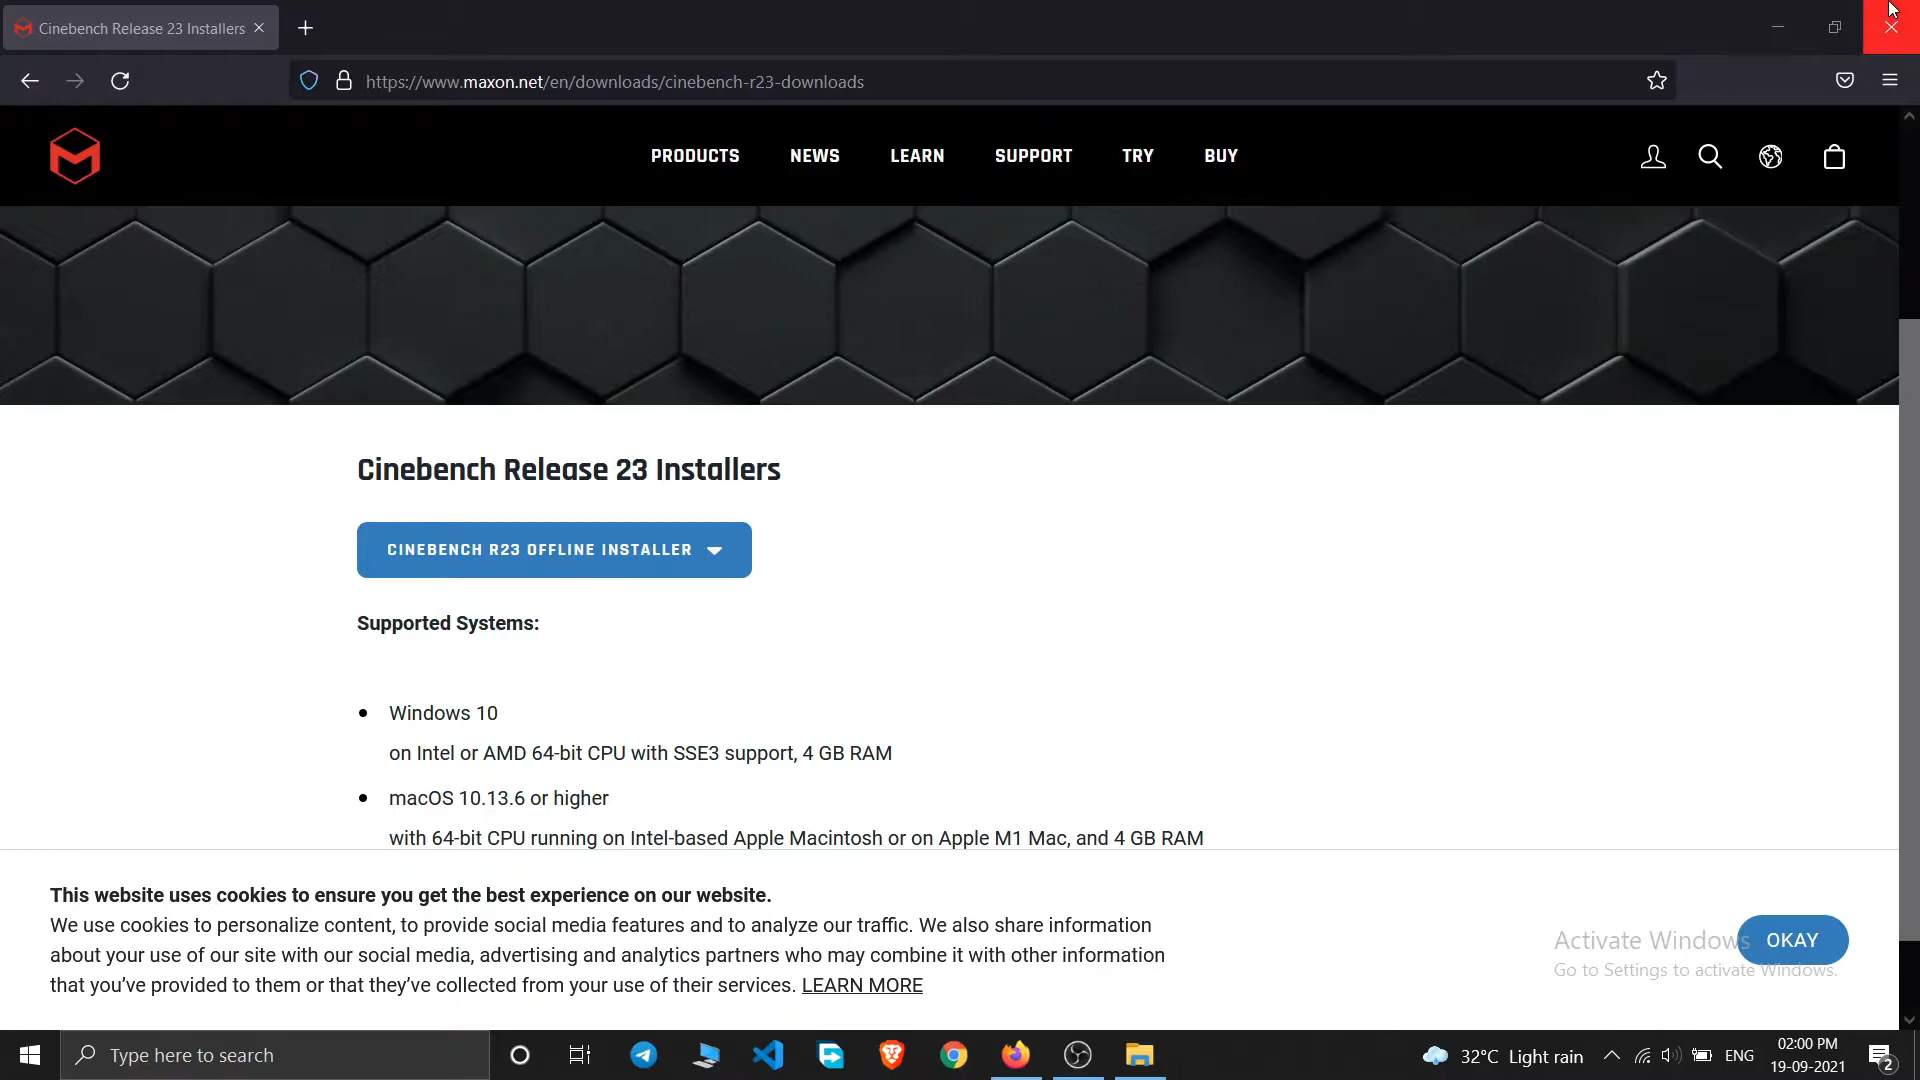 Cinebench Release 23 Installers
https://www.maxon.net/en/downloads/cinebench-r23-downloads
PRODUCTS NEWS LEARN SUPPORT TRY BUY
Cinebench Release 23 Installers
CINEBENCH R23 OFFLINE INSTALLER
Supported Systems:
Windows 10
on Intel or AMD 64-bit CPU with SSE3 support, 4 GB RAM
macOS 10.13.6 or higher
with 64-bit CPU running on Intel-based Apple Macintosh or on Apple M1 Mac, and 4 GB RAM
This website uses cookies to ensure you get the best experience on our website.
We use cookies to personalize content, to provide social media features and to analyze our traffic. We also share information
about your use of our site with our social media, advertising and analytics partners who may combine it with other information
that you’ve provided to them or that they’ve collected from your use of their services. LEARN MORE
OKAY
Activate Windows
Go to Settings to activate Windows.
Type here to search
32°C Light rain
ENG
02:00 PM
19-09-2021
2